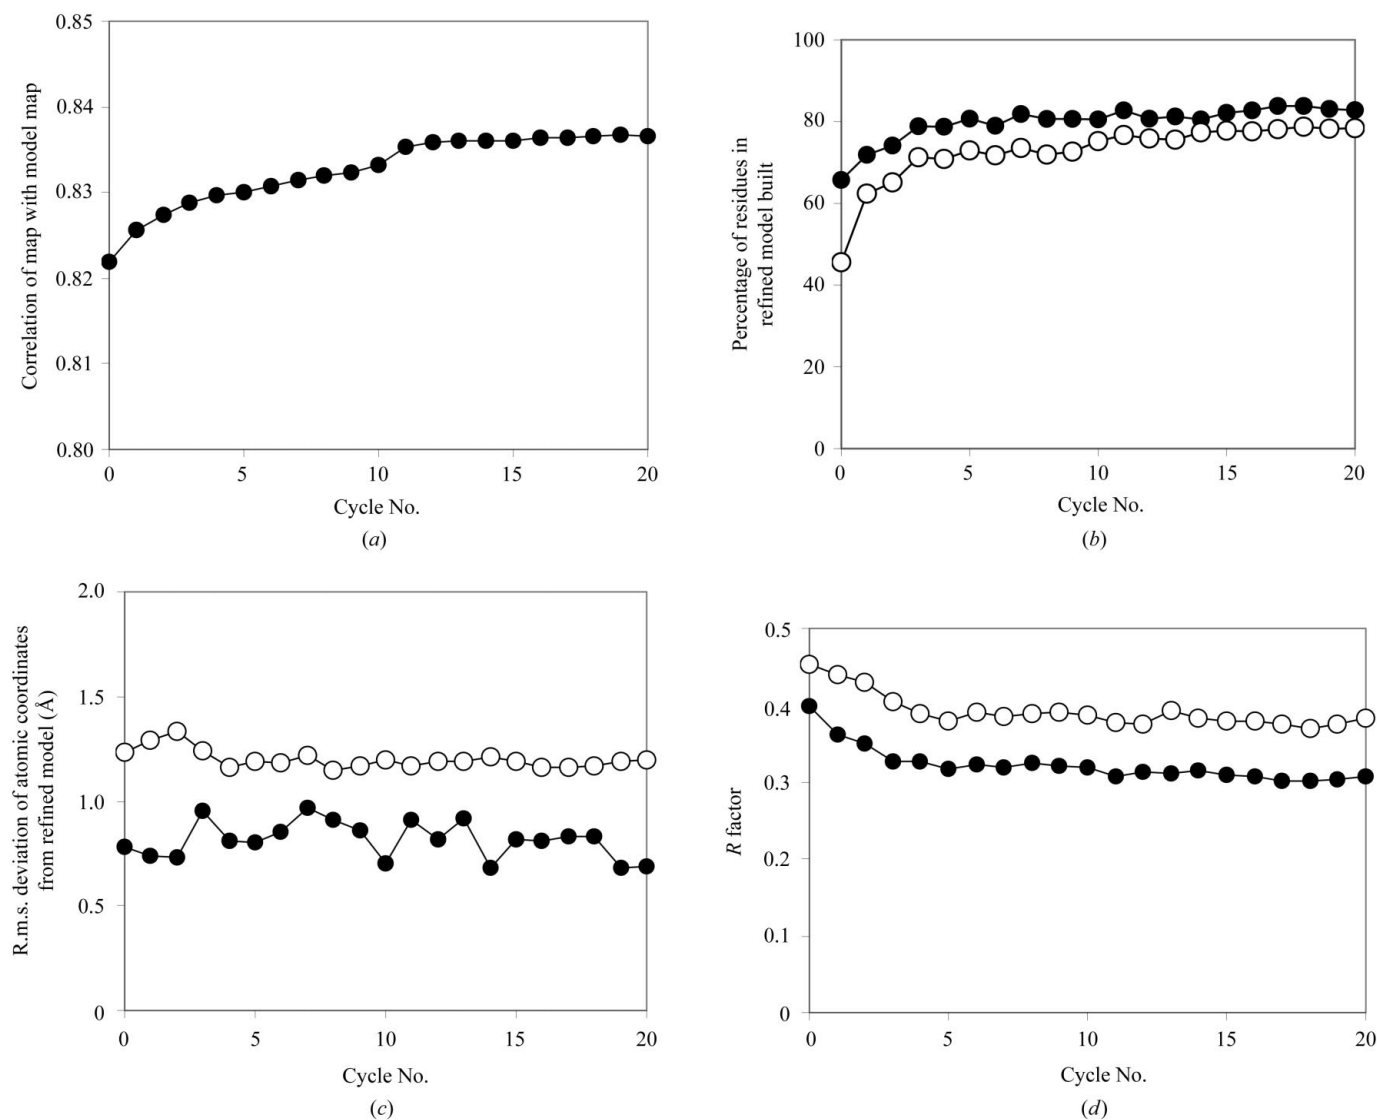 0.85
0.84
0.83
0.82
0.81
0.80
Correlation of map with model map
0 5 10 15 20
Cycle No.
(a)
100
80
60
40
20
0
Percentage of residues in
refined model built
0 5 10 15 20
Cycle No.
(b)
2.0
1.5
1.0
0.5
0
R.m.s. deviation of atomic coordinates
from refined model (Å)
0 5 10 15 20
Cycle No.
(c)
0.5
0.4
0.3
0.2
0.1
0
R factor
0 5 10 15 20
Cycle No.
(d)